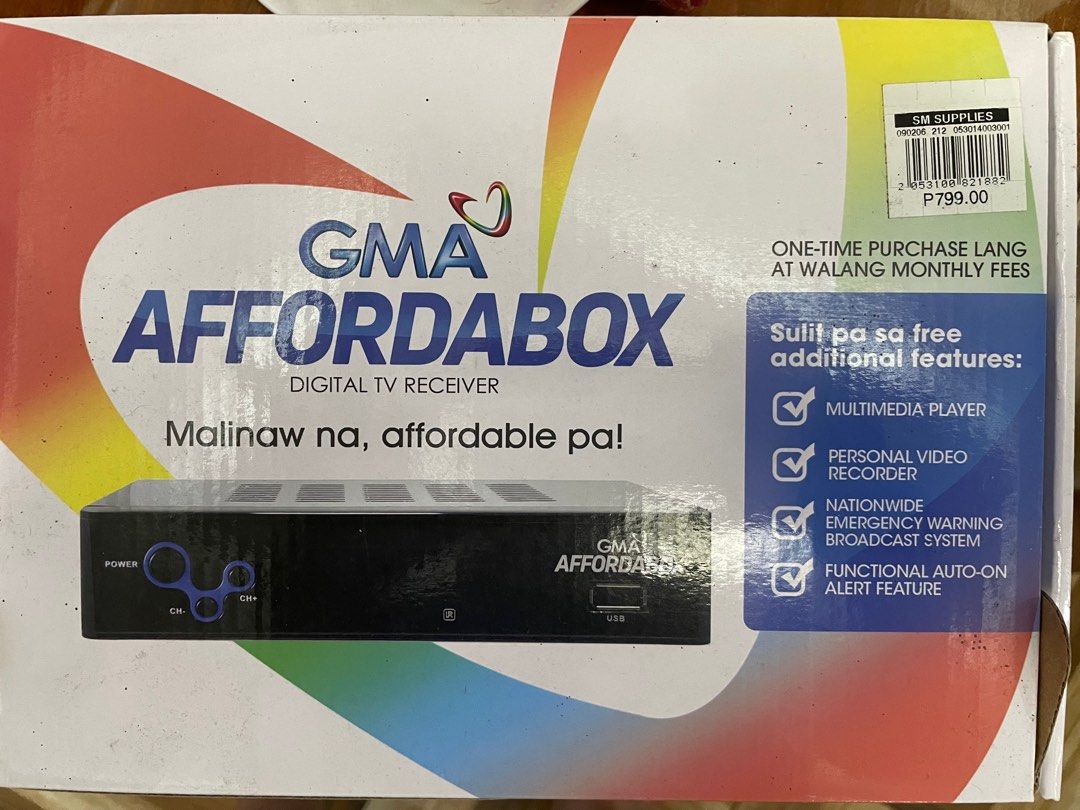 SM SUPPLIES
090206 212 053014003001
2 053100 821882
P799.00
GMA
AFFORDABOX
DIGITAL TV RECEIVER
Malinaw na, affordable pa!
ONE-TIME PURCHASE LANG
AT WALANG MONTHLY FEES
Sulit pa sa free
additional features:
MULTIMEDIA PLAYER
PERSONAL VIDEO
RECORDER
NATIONWIDE
EMERGENCY WARNING
BROADCAST SYSTEM
FUNCTIONAL AUTO-ON
ALERT FEATURE
POWER
CH-
CH+
IR
GMA
AFFORDABOX
USB